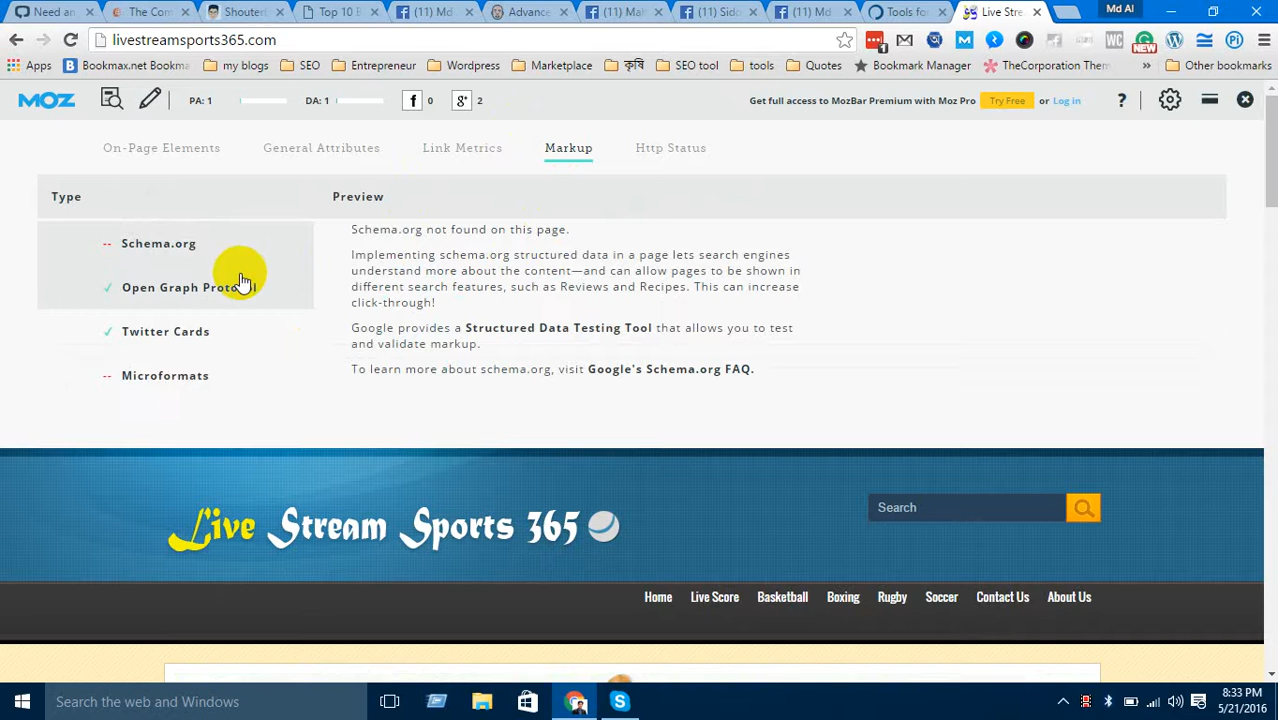 Need an
The Com
Shouter
Top 10 B
(11) Md
Advance
(11) Mal
(11) Sido
(11) Md
Tools fo
Live Stre
Md Al
livestreamsports365.com
Apps
Bookmax.net Bookma
my blogs
SEO
Entrepreneur
Wordpress
Marketplace
কৃষি
SEO tool
tools
Quotes
Bookmark Manager
TheCorporation Them
»
Other bookmarks
MOZ
PA: 1
DA: 1
0
2
Get full access to MozBar Premium with Moz Pro
Try Free
or Log in
?
On-Page Elements
General Attributes
Link Metrics
Markup
Http Status
Type
Preview
-- Schema.org
✓ Open Graph Protocol
✓ Twitter Cards
-- Microformats
Schema.org not found on this page.
Implementing schema.org structured data in a page lets search engines
understand more about the content—and can allow pages to be shown in
different search features, such as Reviews and Recipes. This can increase
click-through!
Google provides a Structured Data Testing Tool that allows you to test
and validate markup.
To learn more about schema.org, visit Google's Schema.org FAQ.
Live Stream Sports 365
Search
Home
Live Score
Basketball
Boxing
Rugby
Soccer
Contact Us
About Us
Search the web and Windows
8:33 PM
5/21/2016